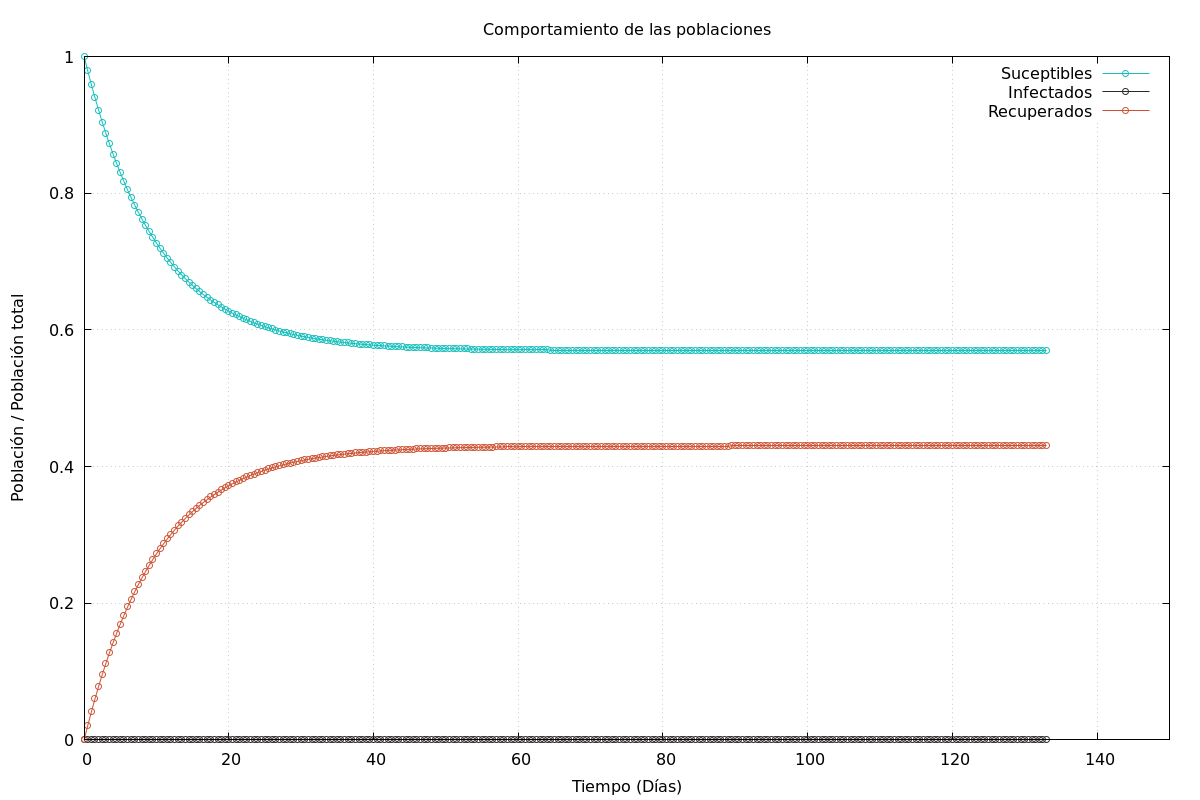 Comportamiento de las poblaciones
1
0.8
0.6
0.4
0.2
0
Población / Población total
Suceptibles
Infectados
Recuperados
0 20 40 60 80 100 120 140
Tiempo (Días)